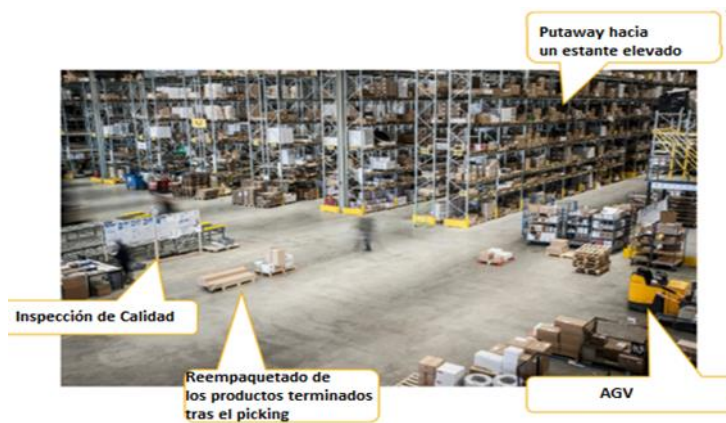 Putaway hacia
un estante elevado
Inspección de Calidad
Reempaquetado de
los productos terminados
tras el picking
AGV